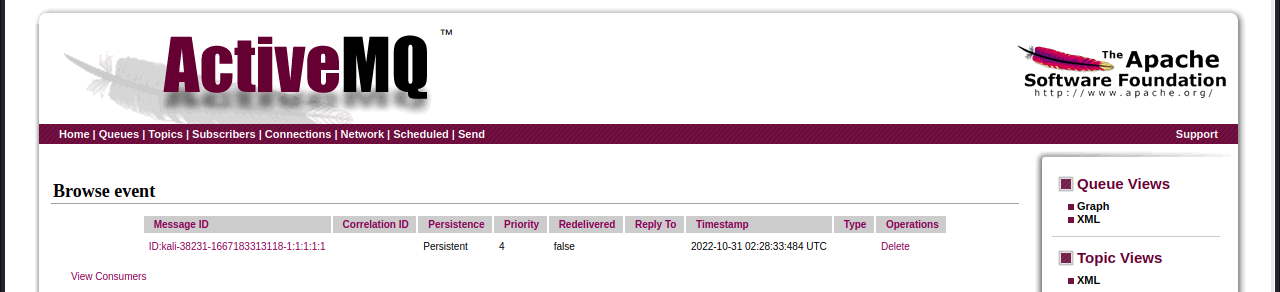 ActiveMQ ™
The Apache
Software Foundation
http://www.apache.org/
Home | Queues | Topics | Subscribers | Connections | Network | Scheduled | Send
Support
Browse event
Message ID Correlation ID Persistence Priority Redelivered Reply To Timestamp Type Operations
ID:kali-38231-1667183313118-1:1:1:1:1 Persistent 4 false 2022-10-31 02:28:33:484 UTC Delete
View Consumers
Queue Views
Graph
XML
Topic Views
XML